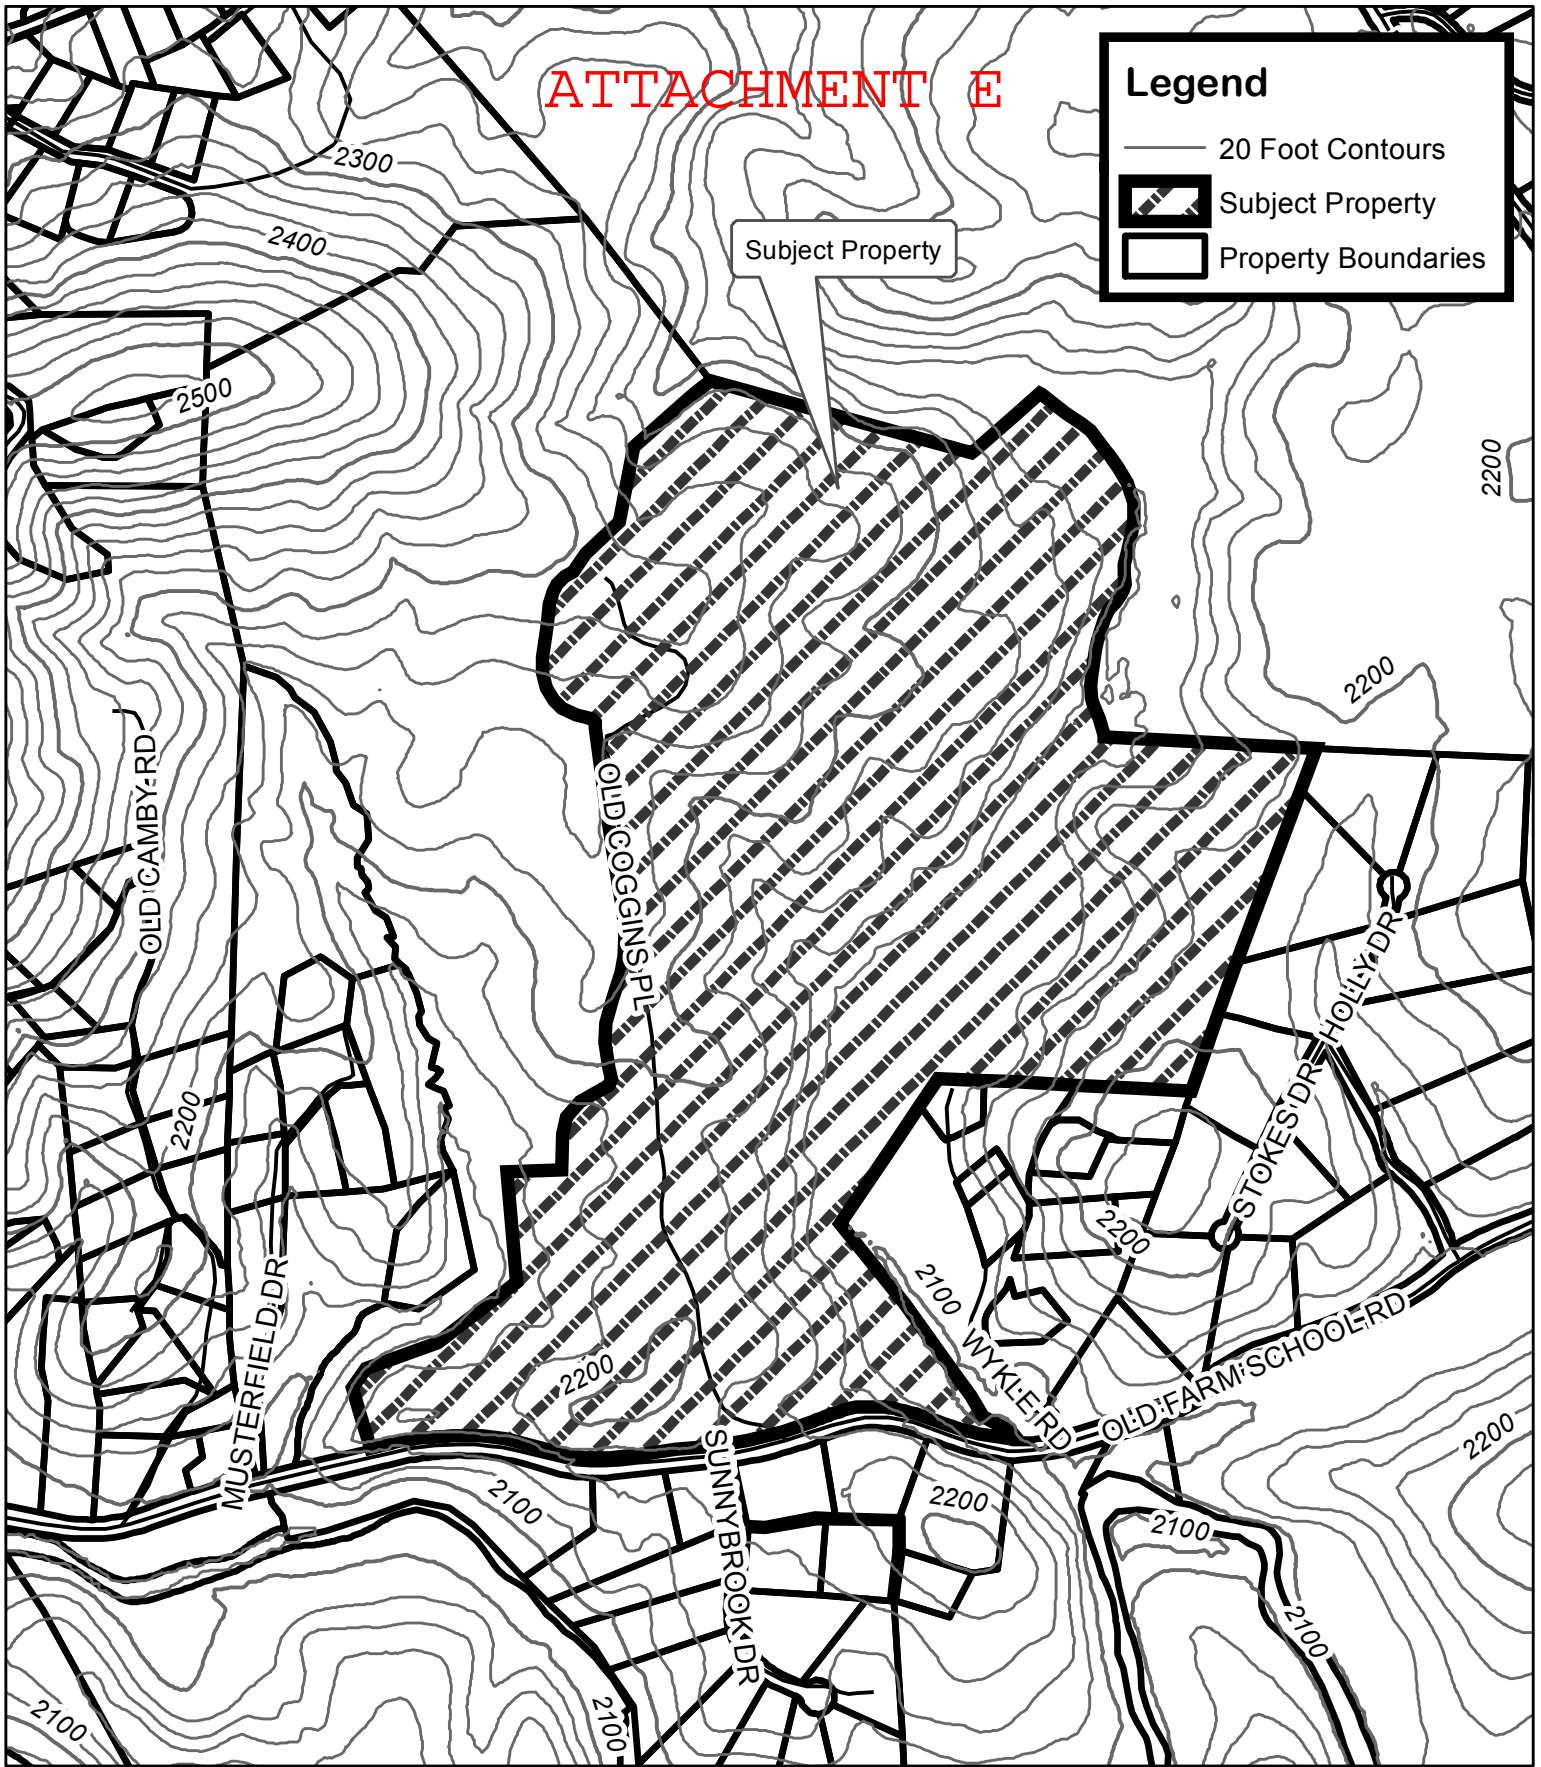 ATTACHMENT E
Legend
20 Foot Contours
Subject Property
Property Boundaries
2300
2400
Subject Property
2500
2200
2200
OLD CAMBY RD
OLD COGGINS PL
HOLLY DR
STOKES DR
2200
2200
2100
MUSTERFIELD DR
WYKLE RD
OLD FARM SCHOOL RD
2200
2200
2100
SUNNYBROOK DR
2200
2100
2100
2100
2100